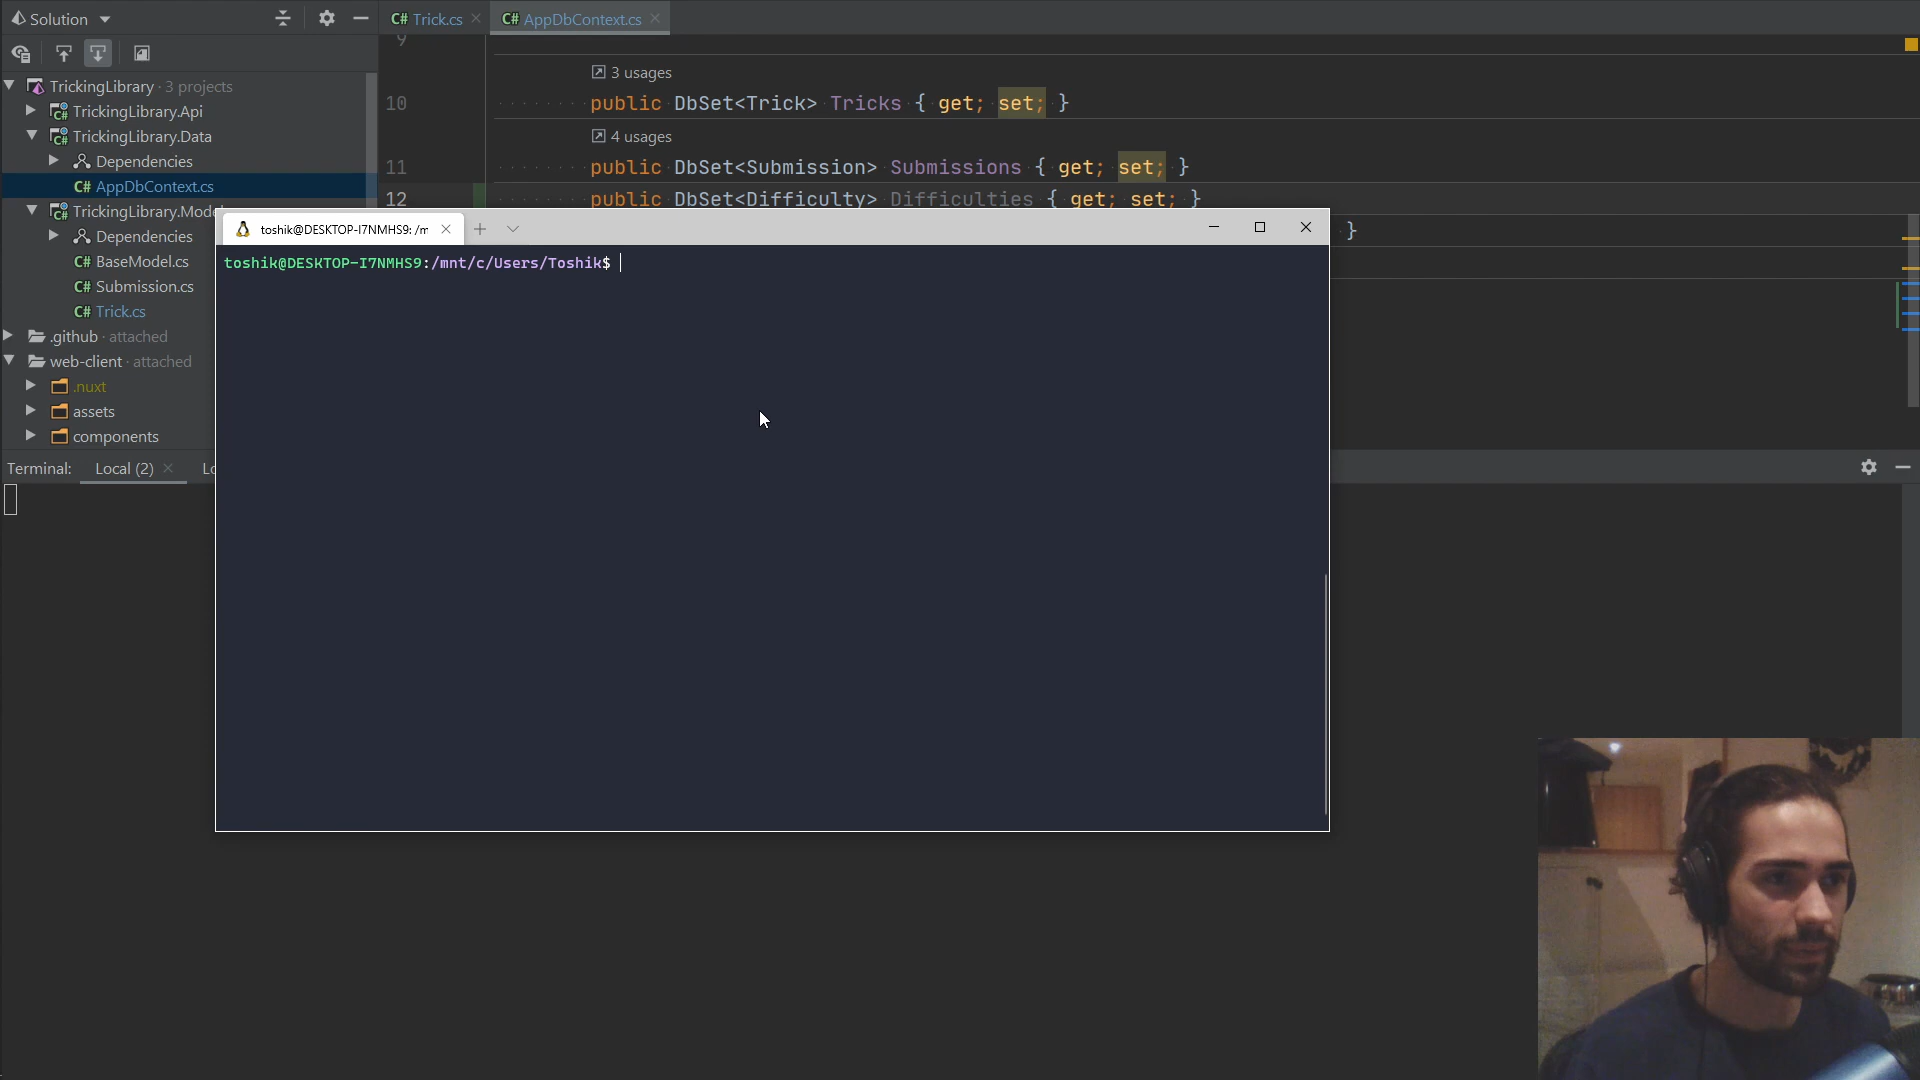 Solution
TrickingLibrary · 3 projects
TrickingLibrary.Api
TrickingLibrary.Data
Dependencies
C# AppDbContext.cs
TrickingLibrary.Model
Dependencies
C# BaseModel.cs
C# Submission.cs
C# Trick.cs
.github · attached
web-client · attached
.nuxt
assets
components
C# Trick.cs
C# AppDbContext.cs
9
3 usages
10 public DbSet<Trick> Tricks { get; set; }
4 usages
11 public DbSet<Submission> Submissions { get; set; }
12 public DbSet<Difficulty> Difficulties { get; set; }
}
toshik@DESKTOP-I7NMHS9: /m
toshik@DESKTOP-I7NMHS9:/mnt/c/Users/Toshik$
Terminal: Local (2)